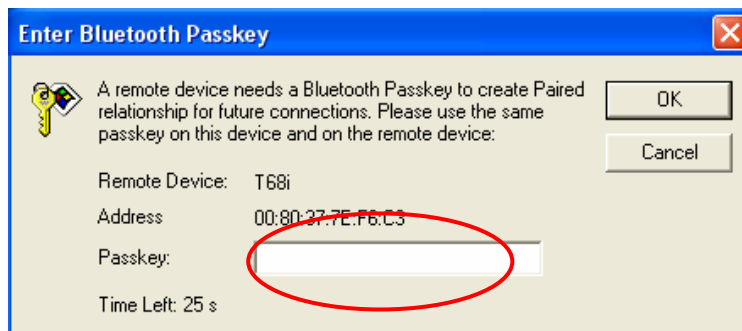 Enter Bluetooth Passkey
A remote device needs a Bluetooth Passkey to create Paired
relationship for future connections. Please use the same
passkey on this device and on the remote device:
OK
Cancel
Remote Device: T68i
Address 00:80:37:7E:F6:C3
Passkey:
Time Left: 25 s